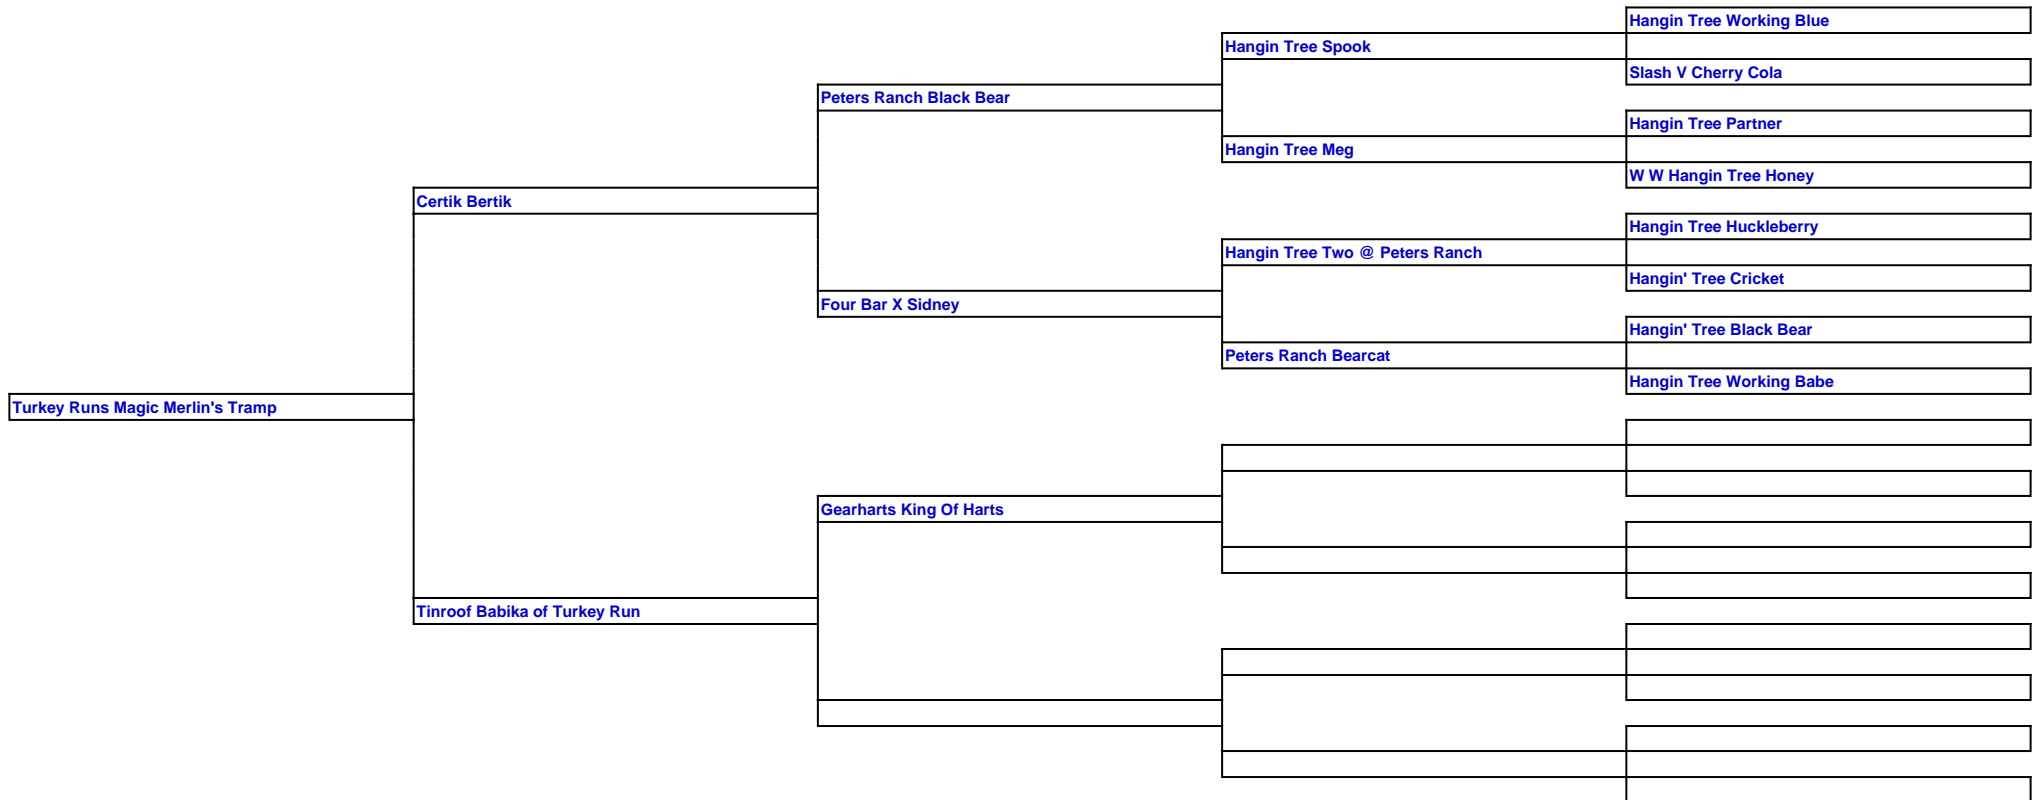 Hangin Tree Working Blue
Hangin Tree Spook
Slash V Cherry Cola
Peters Ranch Black Bear
Hangin Tree Partner
Hangin Tree Meg
W W Hangin Tree Honey
Certik Bertik
Hangin Tree Huckleberry
Hangin Tree Two @ Peters Ranch
Hangin' Tree Cricket
Four Bar X Sidney
Hangin' Tree Black Bear
Peters Ranch Bearcat
Hangin Tree Working Babe
Turkey Runs Magic Merlin's Tramp
Gearharts King Of Harts
Tinroof Babika of Turkey Run